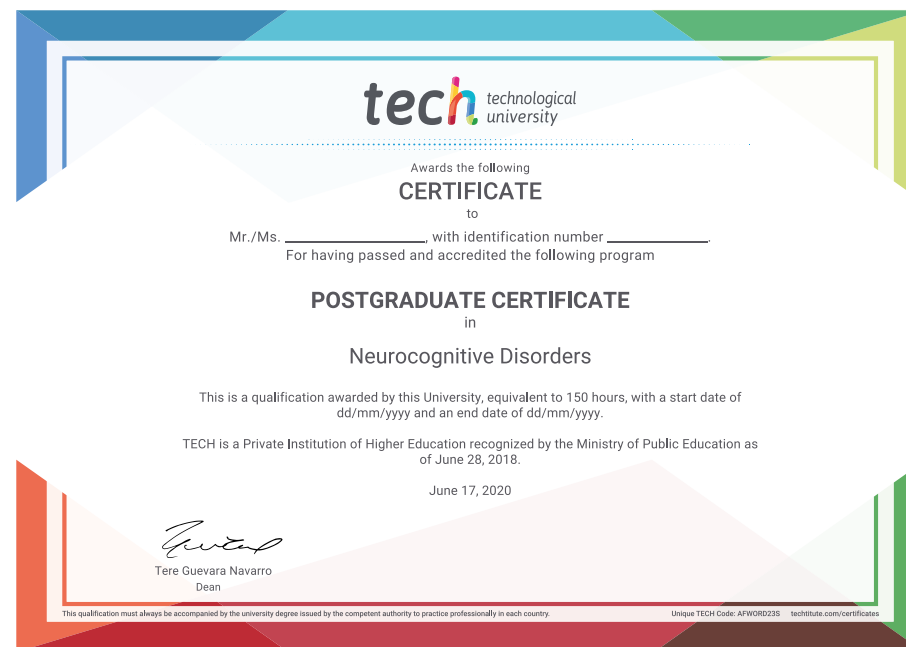 tech technological
university
Awards the following
CERTIFICATE
to
Mr./Ms. ____________________, with identification number ______________.
For having passed and accredited the following program
POSTGRADUATE CERTIFICATE
in
Neurocognitive Disorders
This is a qualification awarded by this University, equivalent to 150 hours, with a start date of
dd/mm/yyyy and an end date of dd/mm/yyyy.
TECH is a Private Institution of Higher Education recognized by the Ministry of Public Education as
of June 28, 2018.
June 17, 2020
Tere Guevara Navarro
Dean
This qualification must always be accompanied by the university degree issued by the competent authority to practice professionally in each country. Unique TECH Code: AFWORD23S techtitute.com/certificates